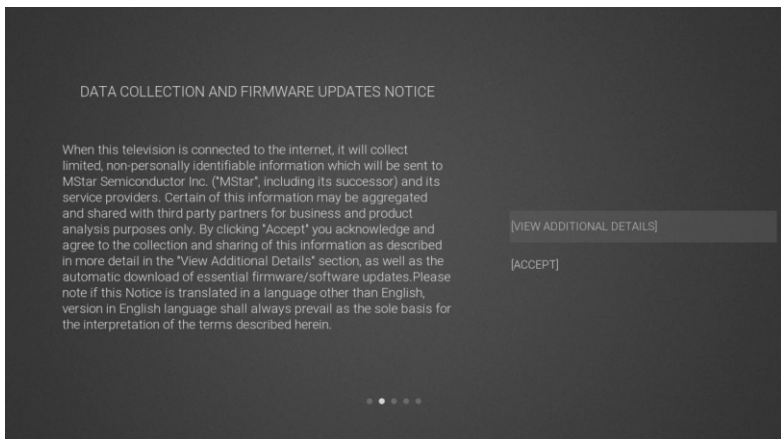 DATA COLLECTION AND FIRMWARE UPDATES NOTICE
When this television is connected to the internet, it will collect
limited, non-personally identifiable information which will be sent to
MStar Semiconductor Inc. ("MStar", including its successor) and its
service providers. Certain of this information may be aggregated
and shared with third party partners for business and product
analysis purposes only. By clicking "Accept" you acknowledge and
agree to the collection and sharing of this information as described
in more detail in the "View Additional Details" section, as well as the
automatic download of essential firmware/software updates.Please
note if this Notice is translated in a language other than English,
version in English language shall always prevail as the sole basis for
the interpretation of the terms described herein.
[VIEW ADDITIONAL DETAILS]
[ACCEPT]